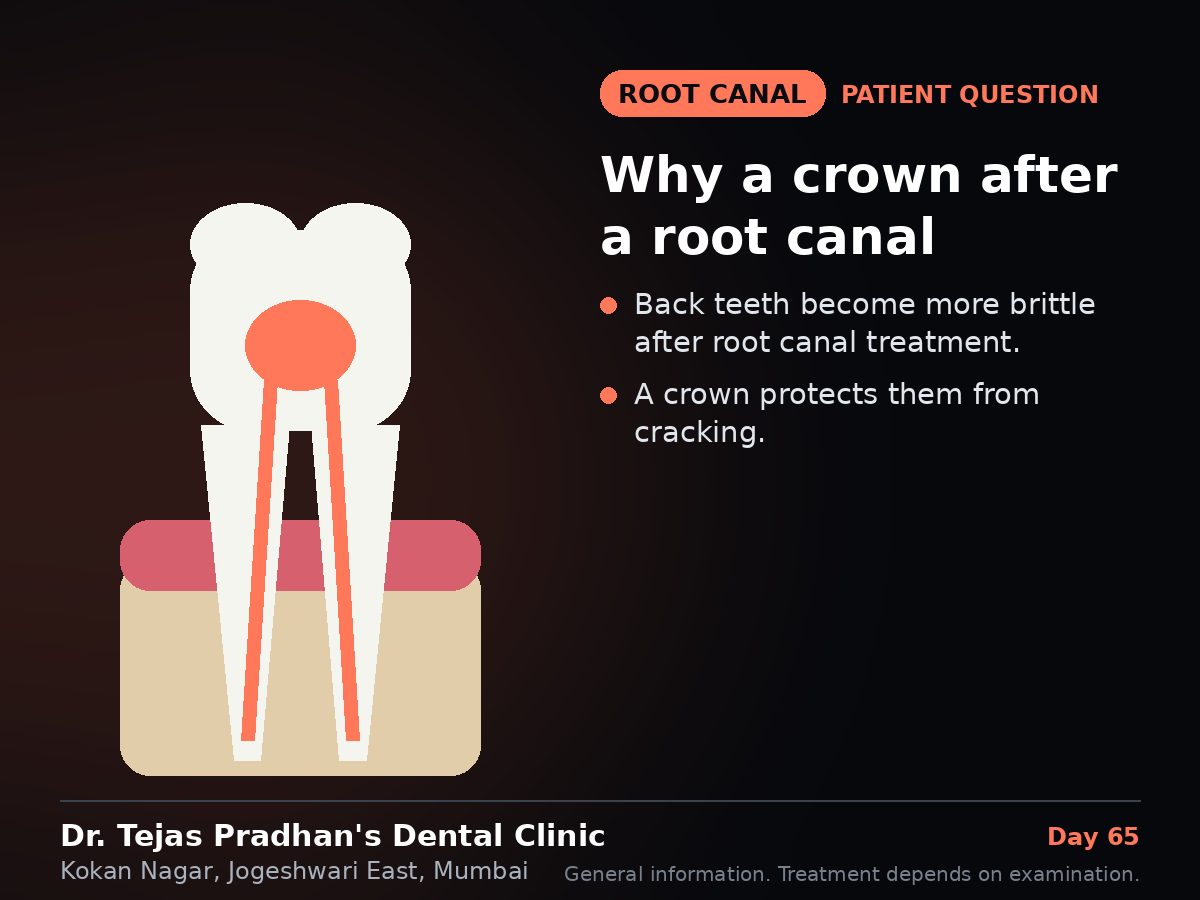 ROOT CANAL PATIENT QUESTION
Why a crown after
a root canal
Back teeth become more brittle
after root canal treatment.
A crown protects them from
cracking.
Dr. Tejas Pradhan's Dental Clinic
Day 65
Kokan Nagar, Jogeshwari East, Mumbai
General information. Treatment depends on examination.